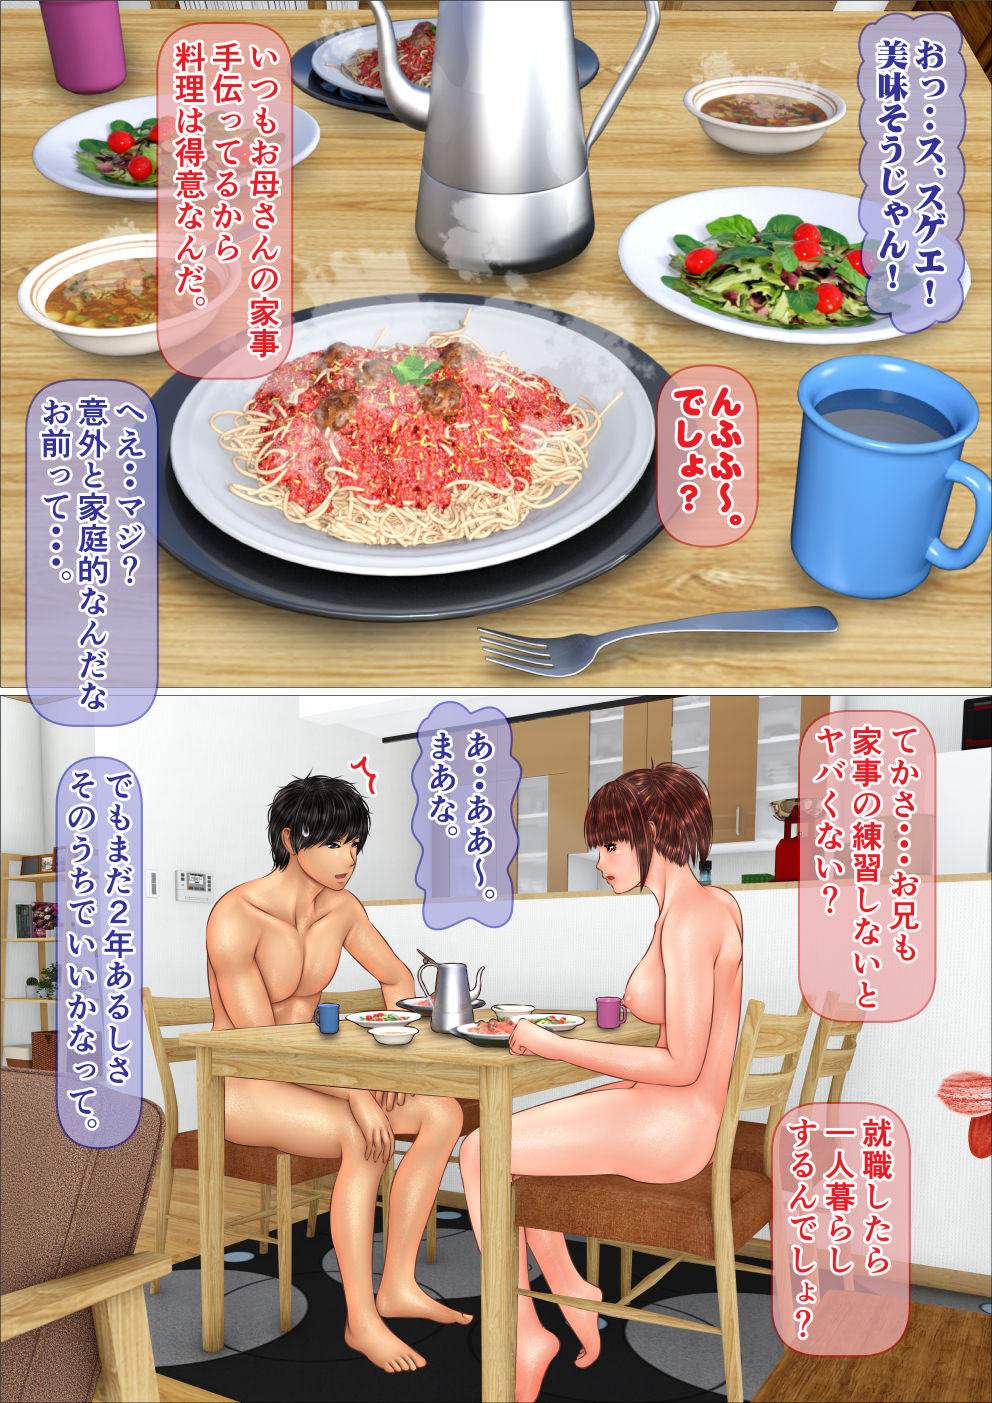 おっ・・ス、スゲエ！
美味そうじゃん！
んふふ～。
でしょ？
いつもお母さんの家事
手伝ってるから
料理は得意なんだ。
へぇ・・マジ？
意外と家庭的なんだな
お前って・・・。
てかさ・・・お兄も
家事の練習しないと
ヤバくない？
あ・・ああ～。
まあな。
でもまだ２年あるしさ
そのうちでいいかなって。
就職したら
一人暮らし
するんでしょ？